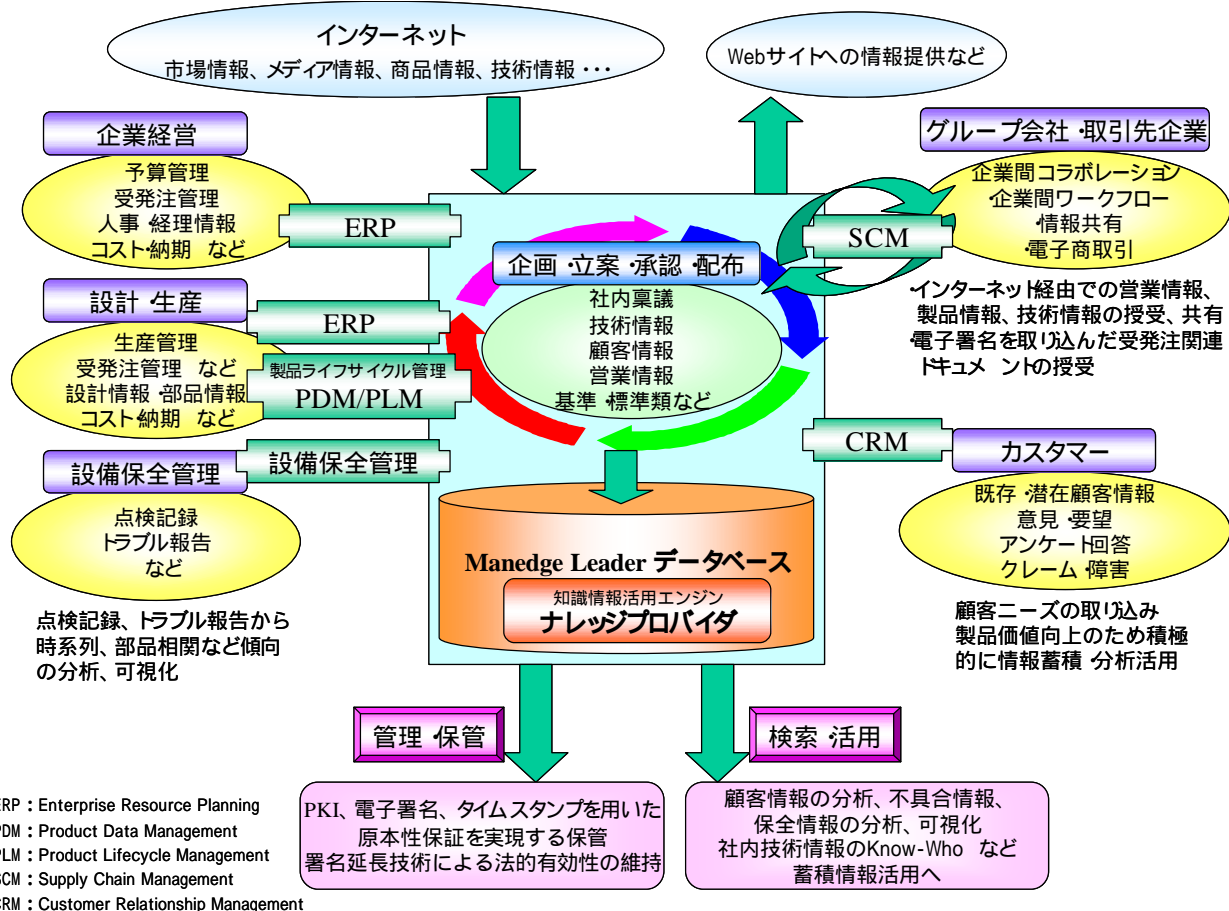 インターネット
市場情報、メディア情報、商品情報、技術情報・・・
Webサイトへの情報提供など
企業経営
予算管理
受発注管理
人事・経理情報
コスト・納期 など
ERP
グループ会社・取引先企業
企業間コラボレーション
・企業間ワークフロー
・情報共有
・電子商取引
SCM
・インターネット経由での営業情報、
製品情報、技術情報の授受、共有
・電子署名を取り込んだ受発注関連
ドキュメントの授受
企画・立案・承認・配布
社内稟議
技術情報
顧客情報
営業情報
基準・標準類など
設計・生産
生産管理
受発注管理 など
設計情報・部品情報
コスト・納期 など
ERP
製品ライフサイクル管理
PDM/PLM
設備保全管理
設備保全管理
点検記録
トラブル報告
など
点検記録、トラブル報告から
時系列、部品相関など傾向
の分析、可視化
CRM
カスタマー
既存・潜在顧客情報
意見・要望
アンケート回答
クレーム・障害
顧客ニーズの取り込み
製品価値向上のため積極
的に情報蓄積・分析活用
Manedge Leader データベース
知識情報活用エンジン
ナレッジプロバイダ
管理・保管
検索・活用
PKI、電子署名、タイムスタンプを用いた
原本性保証を実現する保管
署名延長技術による法的有効性の維持
顧客情報の分析、不具合情報、
保全情報の分析、可視化
社内技術情報のKnow-Who など
蓄積情報活用へ
ERP：Enterprise Resource Planning
PDM：Product Data Management
PLM：Product Lifecycle Management
SCM：Supply Chain Management
CRM：Customer Relationship Management